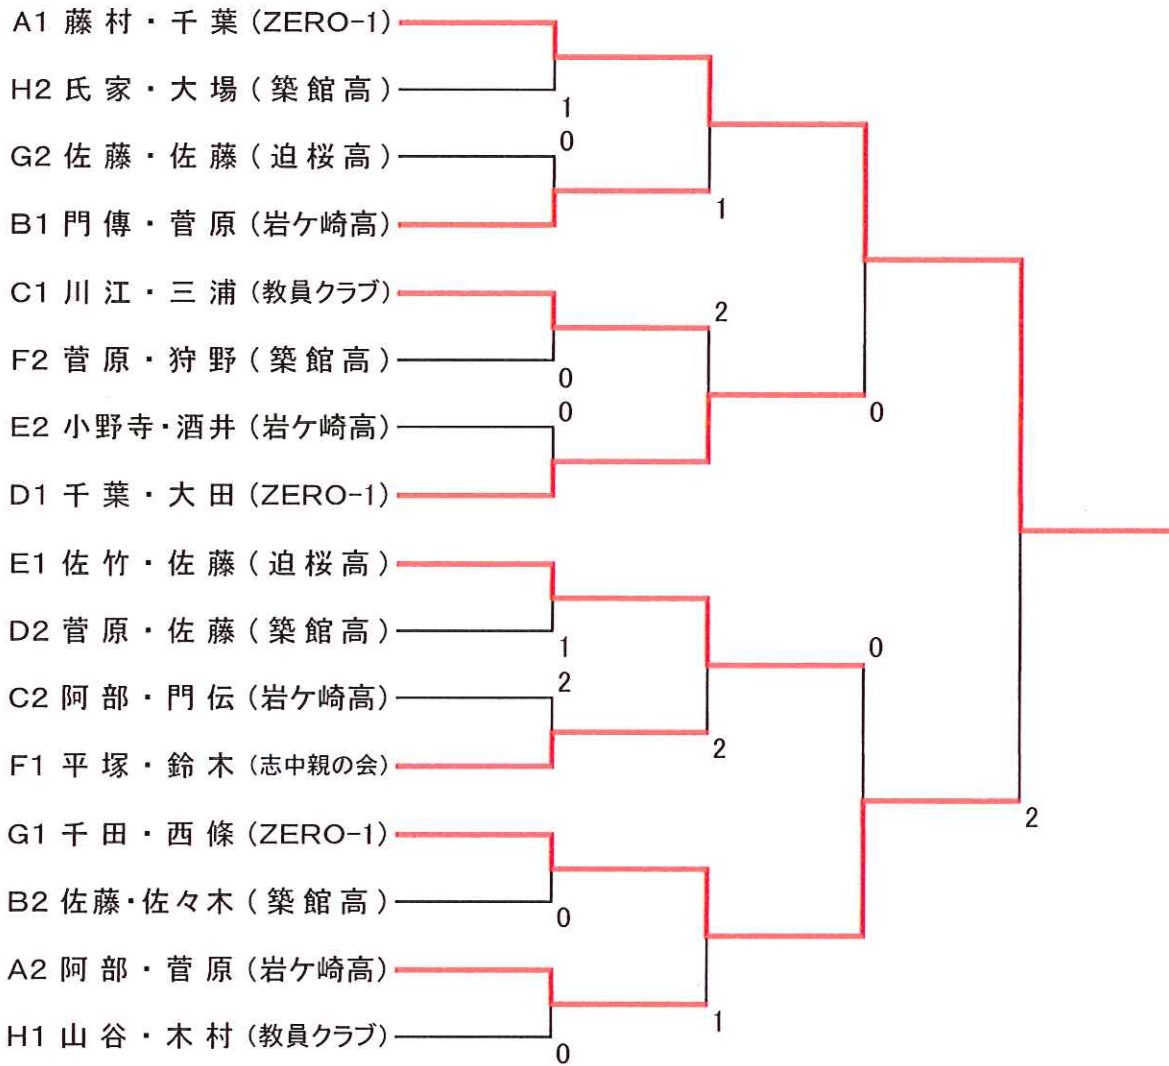 A1 藤村・千葉 (ZERO-1)
H2 氏家・大場 (築館高)
1
0
G2 佐藤・佐藤 (迫桜高)
1
B1 門傳・菅原 (岩ケ崎高)
C1 川江・三浦 (教員クラブ)
2
F2 菅原・狩野 (築館高)
0
0
0
E2 小野寺・酒井 (岩ケ崎高)
D1 千葉・大田 (ZERO-1)
E1 佐竹・佐藤 (迫桜高)
D2 菅原・佐藤 (築館高)
1
0
2
C2 阿部・門伝 (岩ケ崎高)
2
F1 平塚・鈴木 (志中親の会)
2
G1 千田・西條 (ZERO-1)
B2 佐藤・佐々木 (築館高)
0
A2 阿部・菅原 (岩ケ崎高)
1
H1 山谷・木村 (教員クラブ)
0